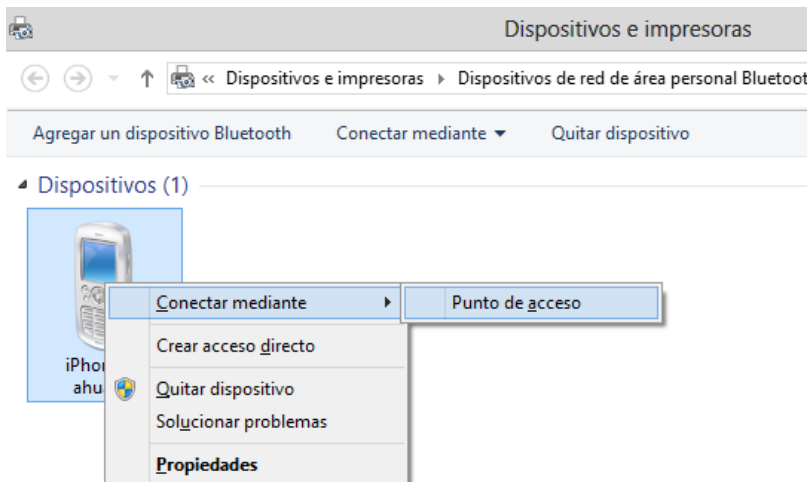 Dispositivos e impresoras
« Dispositivos e impresoras Dispositivos de red de área personal Bluetoot
Agregar un dispositivo Bluetooth Conectar mediante Quitar dispositivo
Dispositivos (1)
Conectar mediante Punto de acceso
Crear acceso directo
iPho
ahu
Quitar dispositivo
Solucionar problemas
Propiedades